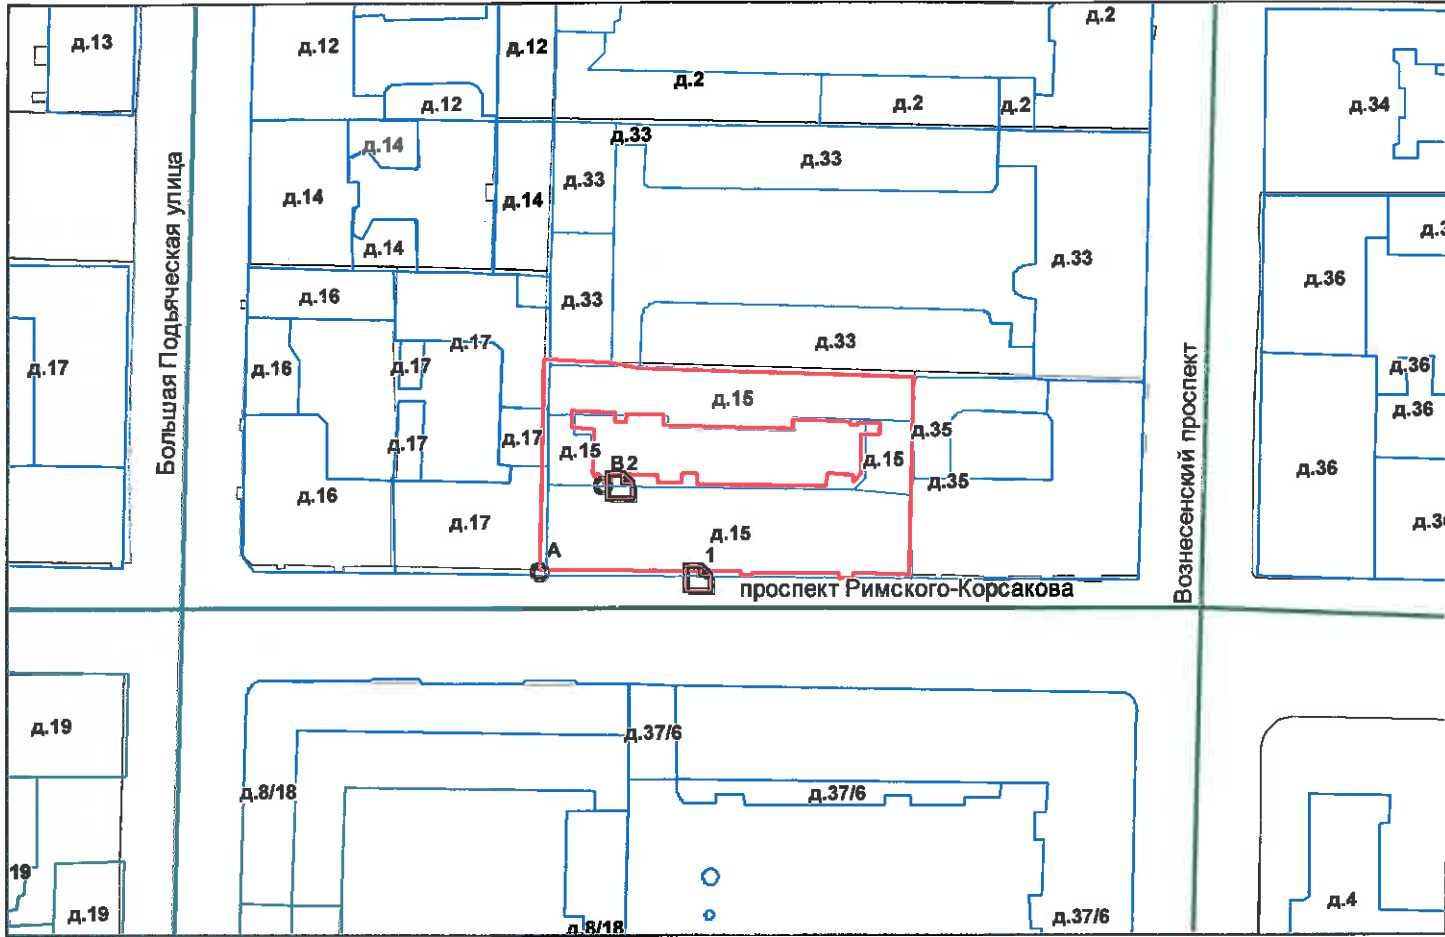 д.13
д.12
д.12
д.2
д.2
д.12
д.2
д.2
д.34
д.33
д.14
д.33
д.33
д.14
д.14
д.14
д.33
д.36
д.16
д.33
д.17
д.33
д.17
д.16
д.17
д.36
д.15
д.36
д.35
д.17
д.17
д.15
д.15
В2
д.36
д.35
д.16
д.17
д.15
А
1
проспект Римского-Корсакова
Большая Подьяческая улица
Вознесенский проспект
д.19
д.37/6
д.8/18
д.37/6
19
д.19
д.8/18
д.37/6
д.4